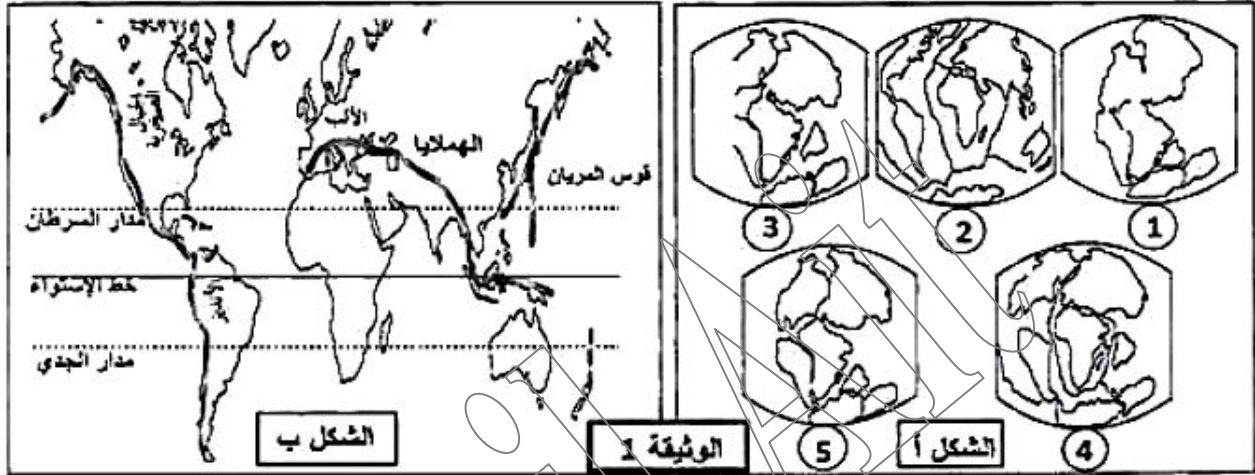 1
2
3
4
5
الشكل أ
الألب
الهملايا
قوس المريان
مدار السرطان
خط الإستواء
مدار الجدي
الشكل ب
الوثيقة 1